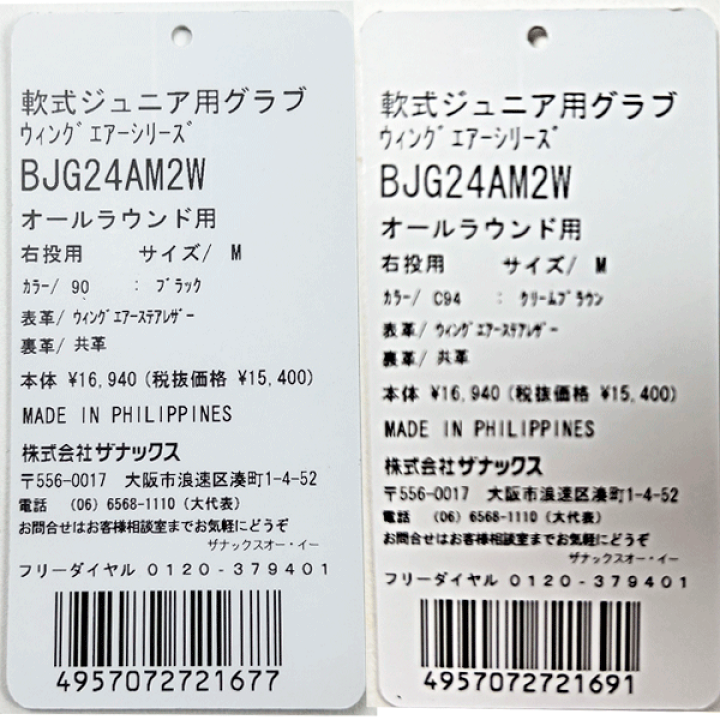 軟式ジュニア用グラブ
ウィングエアーシリーズ
BJG24AM2W
オールラウンド用
右投用 サイズ/ M
カラー/ 90 : ブラック
表革/ ウィングエアーステアレザー
裏革/ 共革
本体 ¥16,940 (税抜価格 ¥15,400)
MADE IN PHILIPPINES
株式会社ザナックス
〒556-0017 大阪市浪速区湊町1-4-52
電話 (06) 6568-1110 (大代表)
お問合せはお客様相談室までお気軽にどうぞ
ザナックスオー・イー
フリーダイヤル 0120-379401
4957072721677
軟式ジュニア用グラブ
ウィングエアーシリーズ
BJG24AM2W
オールラウンド用
右投用 サイズ/ M
カラー/ C94 : クリームブラウン
表革/ ウィングエアーステアレザー
裏革/ 共革
本体 ¥16,940 (税抜価格 ¥15,400)
MADE IN PHILIPPINES
株式会社ザナックス
〒556-0017 大阪市浪速区湊町1-4-52
電話 (06) 6568-1110 (大代表)
お問合せはお客様相談室までお気軽にどうぞ
ザナックスオー・イー
フリーダイヤル 0120-379401
4957072721691